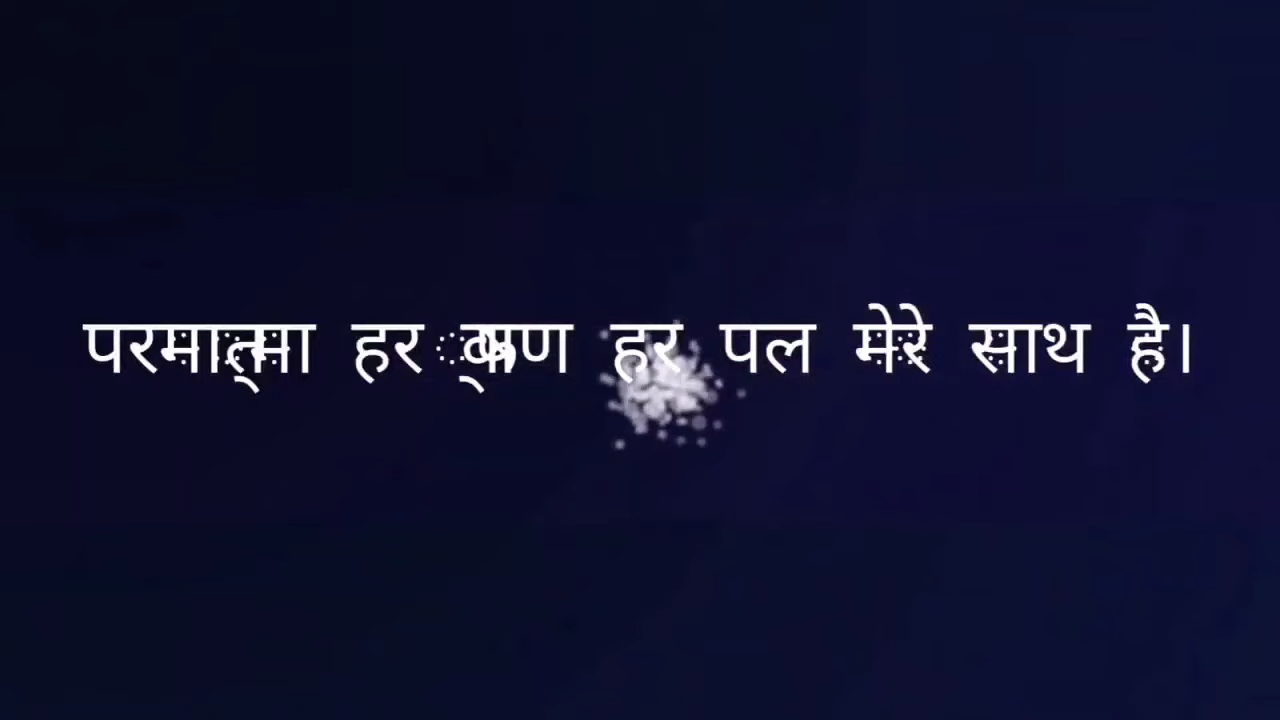 परमात्मा हर क्षण हर पल मेरे साथ है।